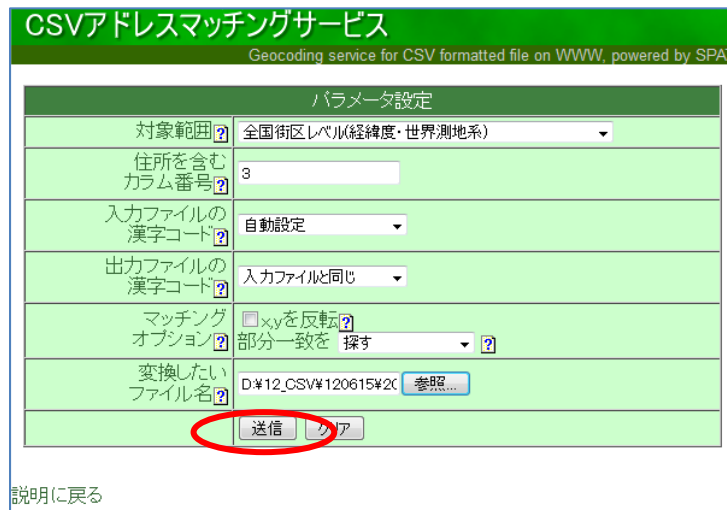 CSVアドレスマッチングサービス
Geocoding service for CSV formatted file on WWW, powered by SPAT
パラメータ設定
対象範囲? 全国街区レベル(経緯度・世界測地系)
住所を含む
カラム番号? 3
入力ファイルの
漢字コード? 自動設定
出力ファイルの
漢字コード? 入力ファイルと同じ
マッチング
オプション? x,yを反転?
部分一致を 探す ?
変換したい
ファイル名? D:¥12_CSV¥120615¥20 参照...
送信 クリア
説明に戻る